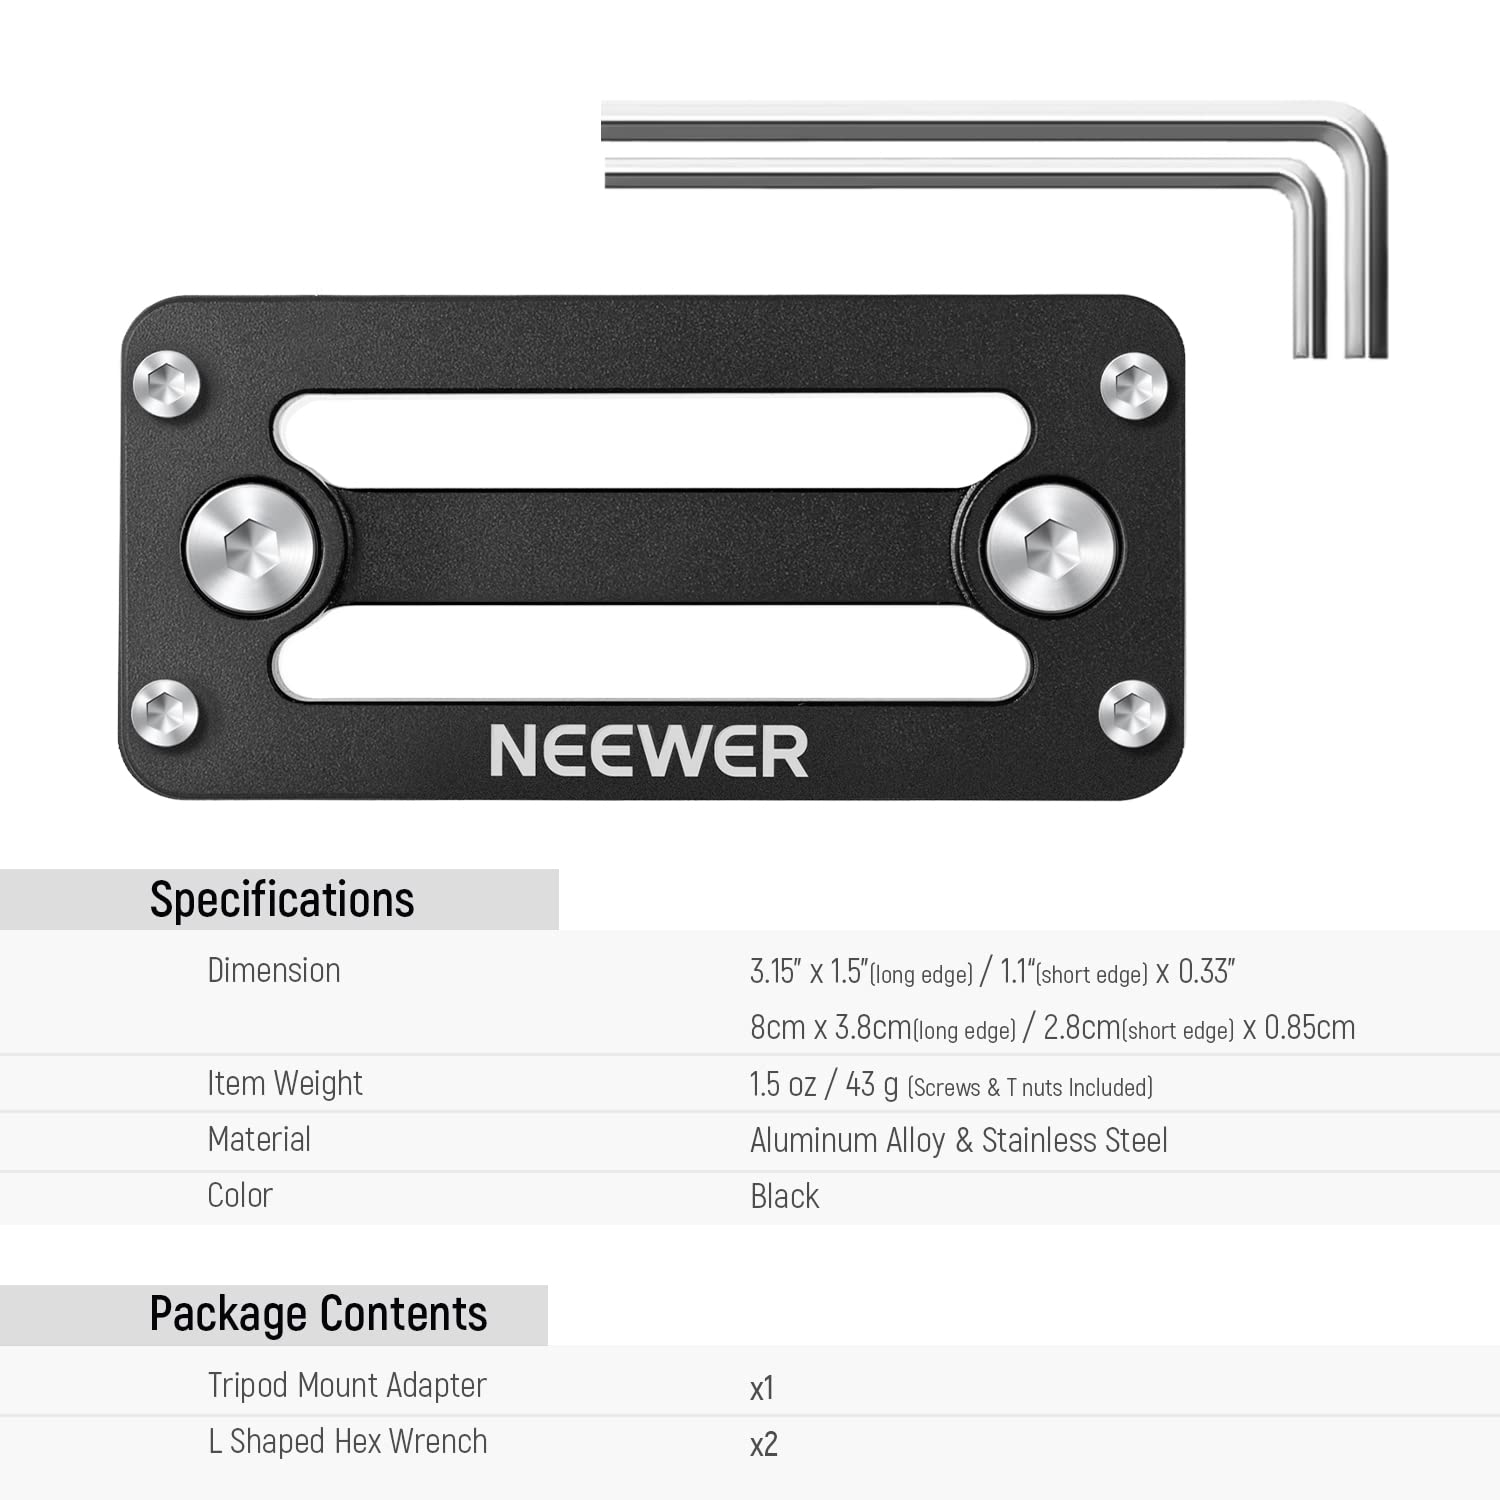 NEEWER
Specifications
Dimension 3.15” x 1.5”(long edge) / 1.1“(short edge) x 0.33”
8cm x 3.8cm(long edge) / 2.8cm(short edge) x 0.85cm
Item Weight 1.5 oz / 43 g (Screws & T nuts Included)
Material Aluminum Alloy & Stainless Steel
Color Black
Package Contents
Tripod Mount Adapter x1
L Shaped Hex Wrench x2